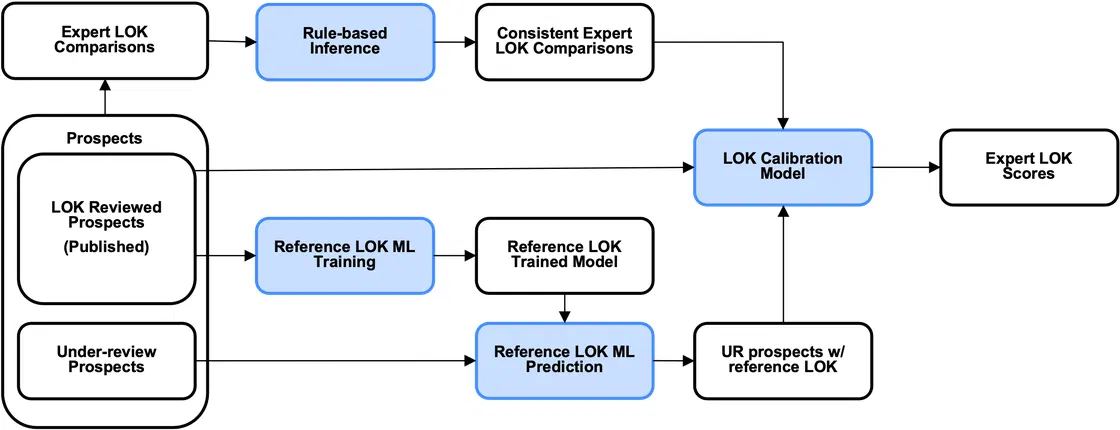 Expert LOK
Comparisons
Rule-based
Inference
Consistent Expert
LOK Comparisons
Prospects
LOK Reviewed
Prospects
(Published)
LOK Calibration
Model
Expert LOK
Scores
Reference LOK ML
Training
Reference LOK
Trained Model
Under-review
Prospects
Reference LOK ML
Prediction
UR prospects w/
reference LOK